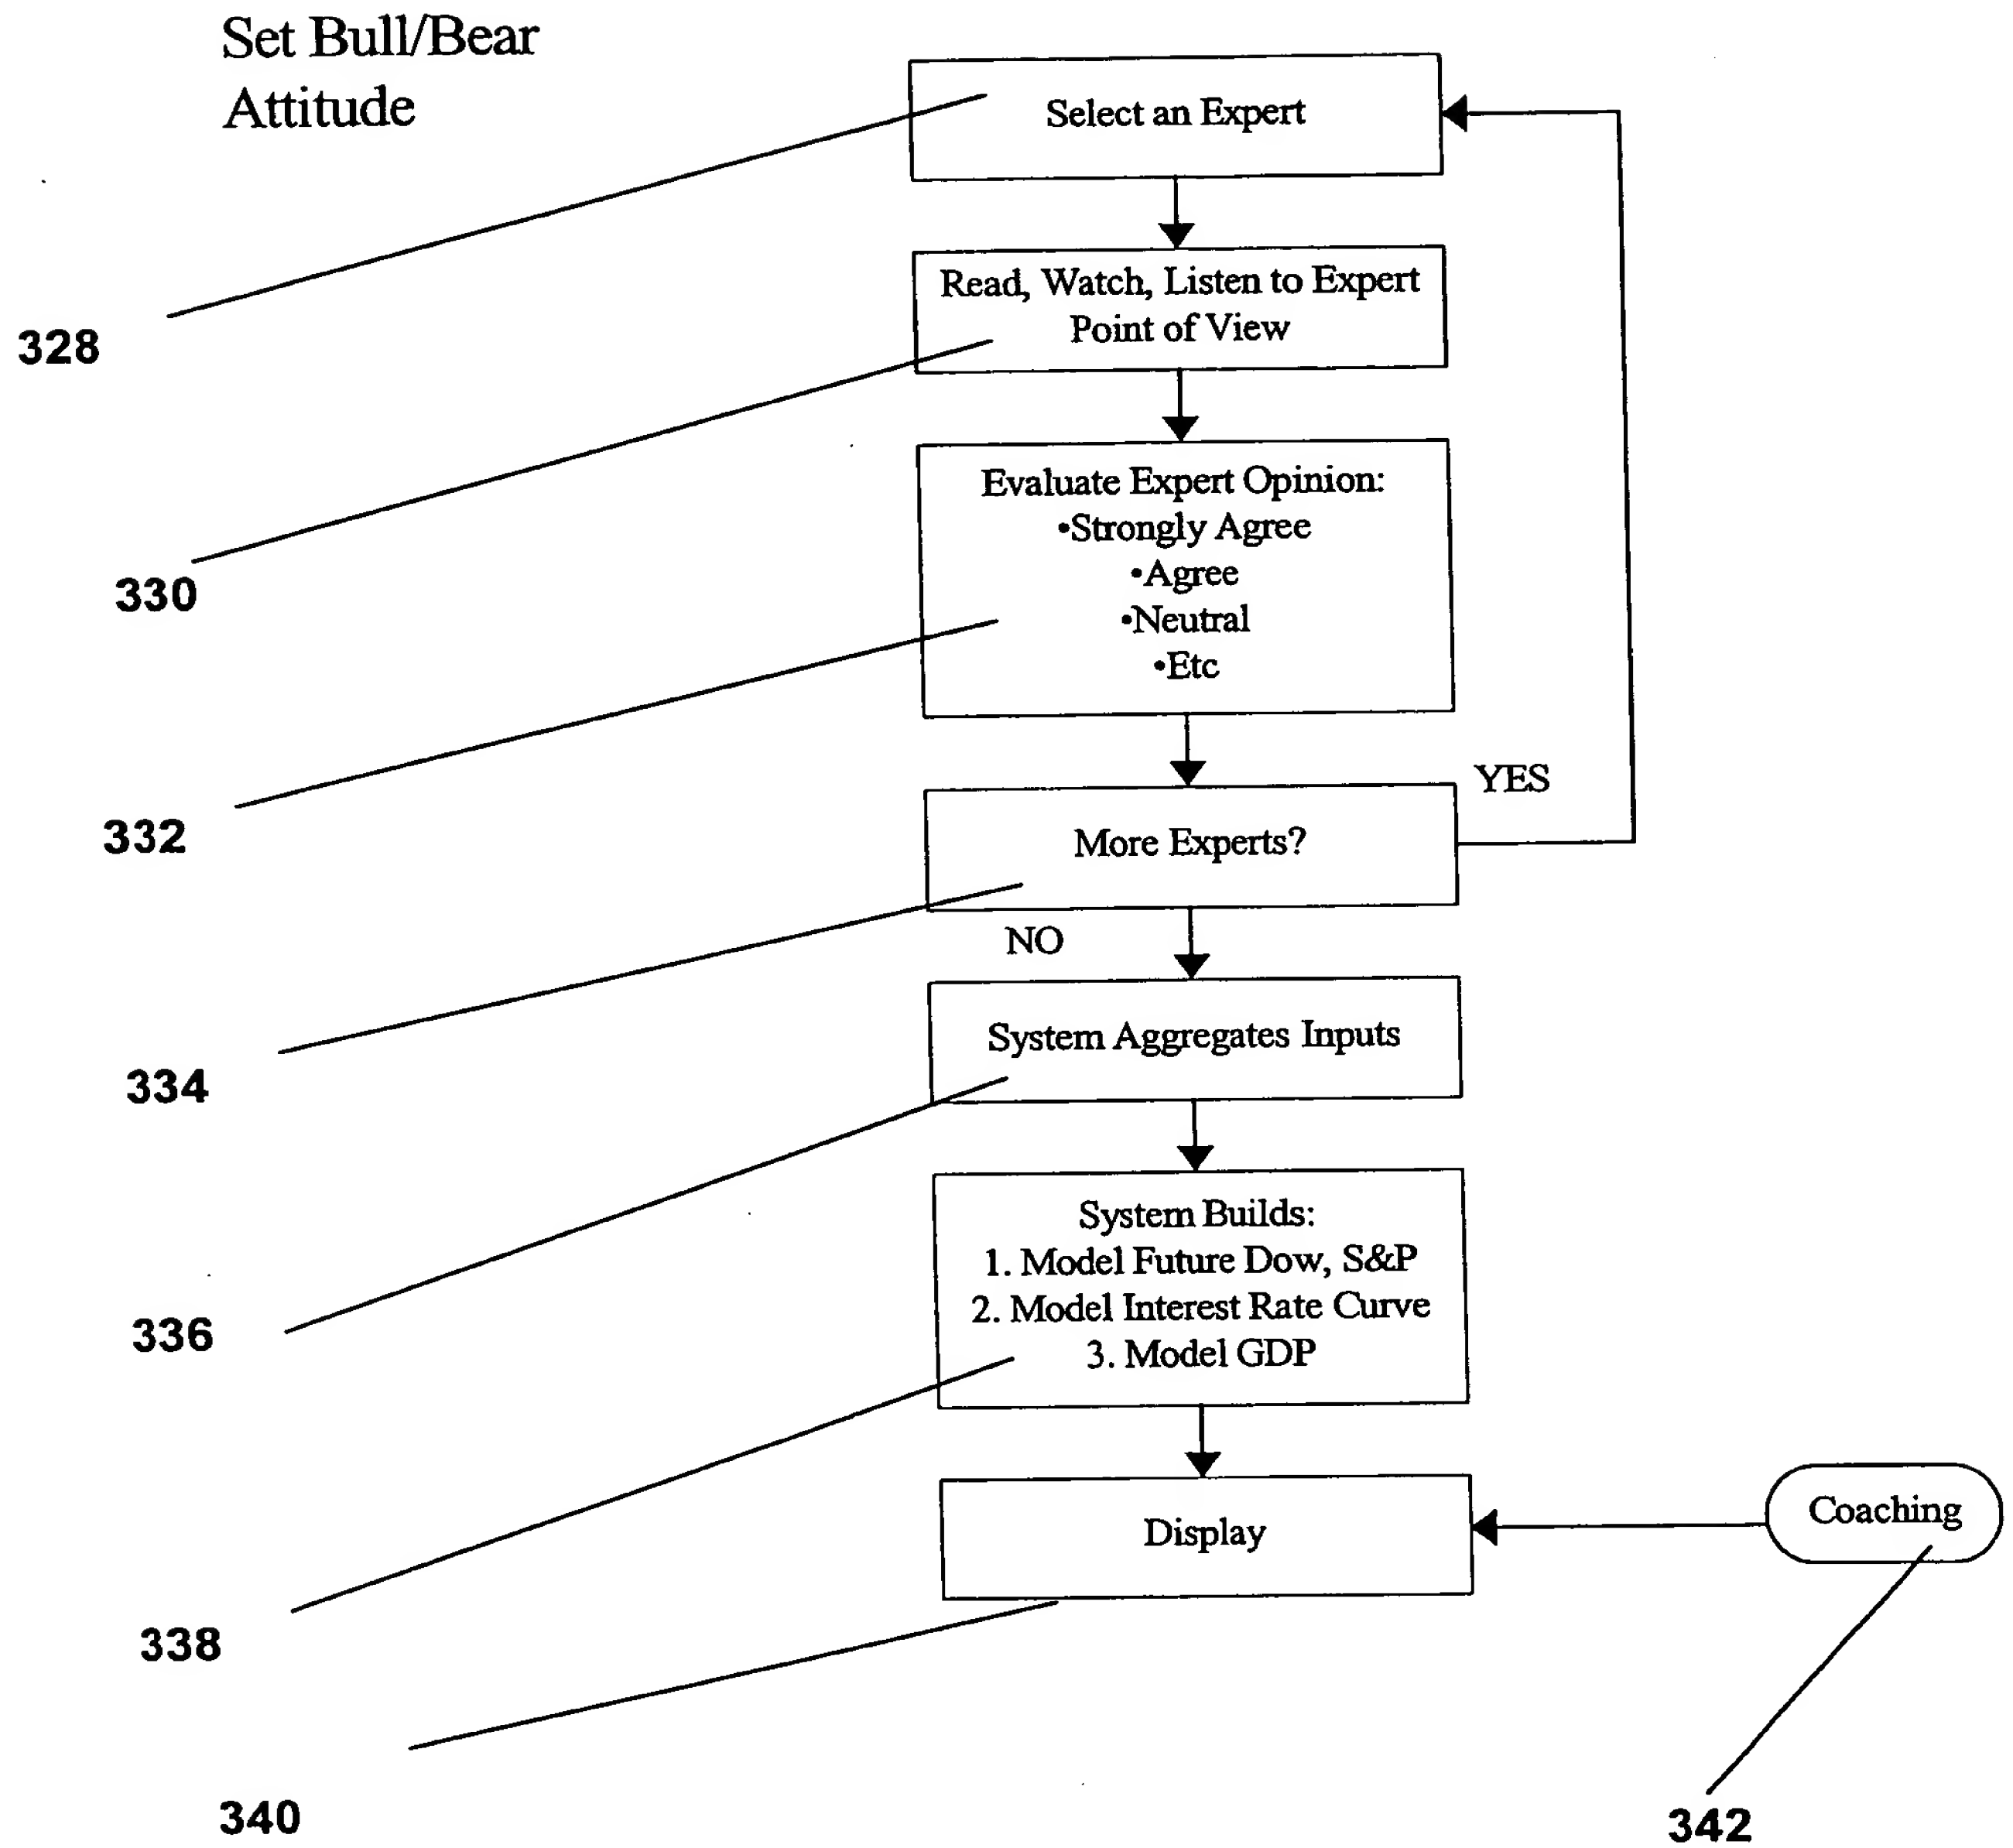 Set Bull/Bear
Attitude
Select an Expert
328
Read, Watch, Listen to Expert
Point of View
330
Evaluate Expert Opinion:
•Strongly Agree
•Agree
•Neutral
•Etc
332
YES
More Experts?
334
NO
System Aggregates Inputs
336
System Builds:
1. Model Future Dow, S&P
2. Model Interest Rate Curve
3. Model GDP
338
Display
Coaching
340
342